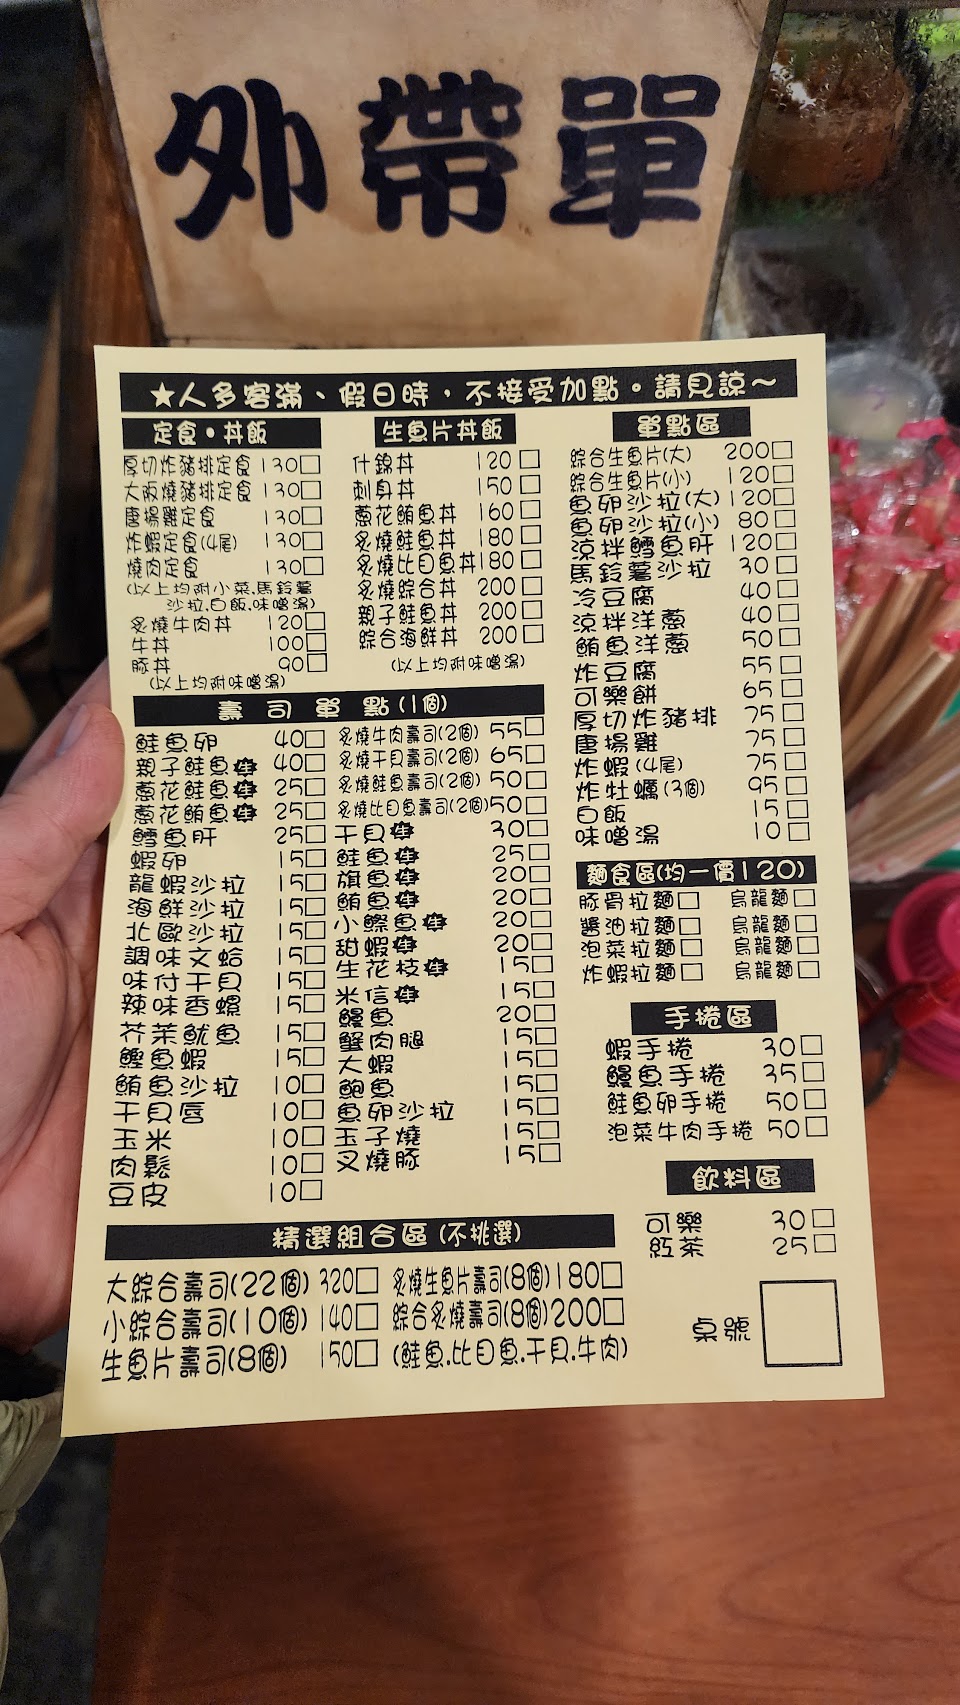 外帶單
★人多客滿、假日時，不接受加點。請見諒～
定食·丼飯
厚切炸豬排定食 130□
大阪燒豬排定食 130□
唐揚雞定食 130□
炸蝦定食(4尾) 130□
燒肉定食 130□
(以上均附小菜.馬鈴薯
沙拉.白飯.味噌湯)
炙燒牛肉丼 120□
牛丼 100□
豚丼 90□
(以上均附味噌湯)
生魚片丼飯
什錦丼 120□
刺身丼 150□
蔥花鮪魚丼 160□
炙燒鮭魚丼 180□
炙燒比目魚丼 180□
炙燒綜合丼 200□
親子鮭魚丼 200□
綜合海鮮丼 200□
(以上均附味噌湯)
單點區
綜合生魚片(大) 200□
綜合生魚片(小) 120□
魚卵沙拉(大) 120□
魚卵沙拉(小) 80□
涼拌鱈魚肝 120□
馬鈴薯沙拉 30□
冷豆腐 40□
涼拌洋蔥 40□
鮪魚洋蔥 50□
炸豆腐 55□
可樂餅 65□
厚切炸豬排 75□
唐揚雞 75□
炸蝦(4尾) 75□
炸牡蠣(3個) 95□
白飯 15□
味噌湯 10□
壽司單點(1個)
鮭魚卵 40□
親子鮭魚生 40□
蔥花鮭魚生 25□
蔥花鮪魚生 25□
鱈魚肝 25□
蝦卵 15□
龍蝦沙拉 15□
海鮮沙拉 15□
北歐沙拉 15□
調味文蛤 15□
味付干貝 15□
辣味香螺 15□
芥茉魷魚 15□
鰹魚蝦 15□
鮪魚沙拉 10□
干貝唇 10□
玉米 10□
肉鬆 10□
豆皮 10□
炙燒牛肉壽司(2個) 55□
炙燒干貝壽司(2個) 65□
炙燒鮭魚壽司(2個) 50□
炙燒比目魚壽司(2個) 50□
干貝生 30□
鮭魚生 25□
旗魚生 20□
鮪魚生 20□
小鰶魚生 20□
甜蝦生 20□
生花枝生 15□
米信生 15□
鰻魚 20□
蟹肉腿 15□
大蝦 15□
鮑魚 15□
魚卵沙拉 15□
玉子燒 15□
叉燒豚 15□
麵食區(均一價120)
豚骨拉麵□ 烏龍麵□
醬油拉麵□ 烏龍麵□
泡菜拉麵□ 烏龍麵□
炸蝦拉麵□ 烏龍麵□
手捲區
蝦手捲 30□
鰻魚手捲 35□
鮭魚卵手捲 50□
泡菜牛肉手捲 50□
飲料區
可樂 30□
紅茶 25□
精選組合區(不挑選)
大綜合壽司(22個) 320□
小綜合壽司(10個) 140□
生魚片壽司(8個) 150□
炙燒生魚片壽司(8個) 180□
綜合炙燒壽司(8個) 200□
(鮭魚.比目魚.干貝.牛肉)
桌號